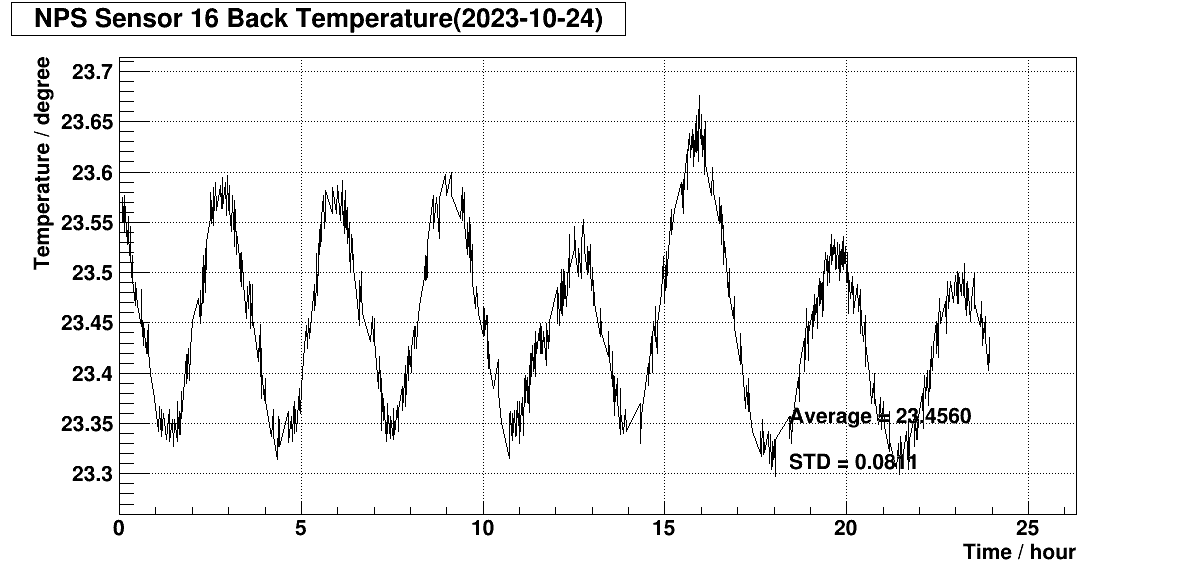 NPS Sensor 16 Back Temperature(2023-10-24)
Temperature / degree
23.7
23.65
23.6
23.55
23.5
23.45
23.4
23.35
23.3
Average = 23.4560
STD = 0.0811
0 5 10 15 20 25
Time / hour